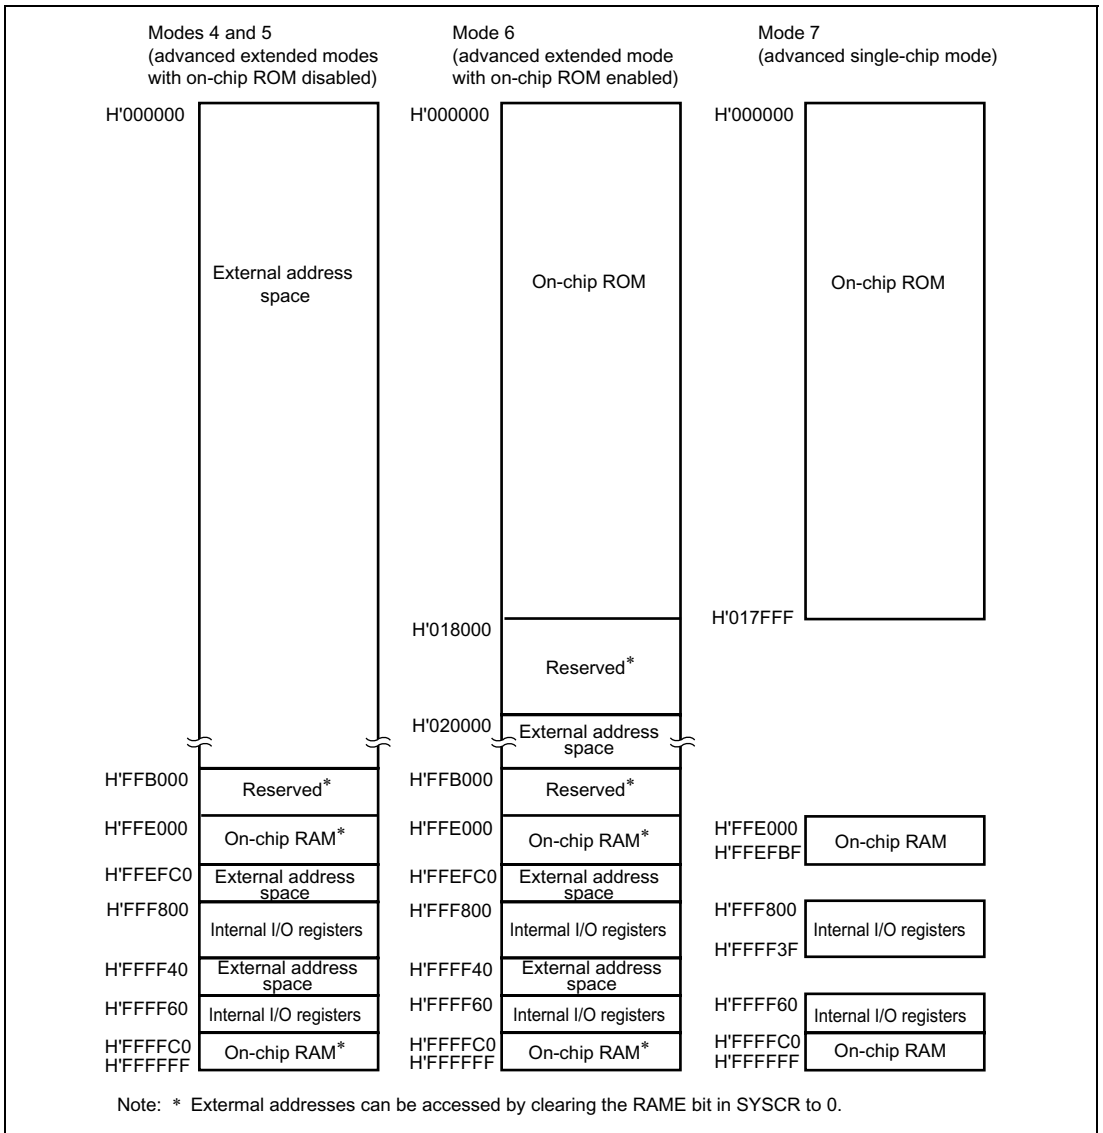 Modes 4 and 5
(advanced extended modes
with on-chip ROM disabled)
H'000000
External address
space
H'FFB000
Reserved*
H'FFE000
On-chip RAM*
H'FFEFC0
External address
space
H'FFF800
Internal I/O registers
H'FFFF40
External address
space
H'FFFF60
Internal I/O registers
H'FFFFC0
On-chip RAM*
H'FFFFFF
Mode 6
(advanced extended mode
with on-chip ROM enabled)
H'000000
On-chip ROM
H'018000
Reserved*
H'020000
External address
space
H'FFB000
Reserved*
H'FFE000
On-chip RAM*
H'FFEFC0
External address
space
H'FFF800
Intermal I/O registers
H'FFFF40
External address
space
H'FFFF60
Internal I/O registers
H'FFFFC0
On-chip RAM*
H'FFFFFF
Mode 7
(advanced single-chip mode)
H'000000
On-chip ROM
H'017FFF
H'FFE000
On-chip RAM
H'FFEFBF
H'FFF800
Internal I/O registers
H'FFFF3F
H'FFFF60
Internal I/O registers
H'FFFFC0
On-chip RAM
H'FFFFFF
Note: * Extermal addresses can be accessed by clearing the RAME bit in SYSCR to 0.